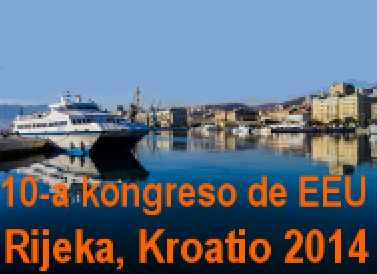 10-a kongreso de EEU
Rijeka, Kroatio 2014